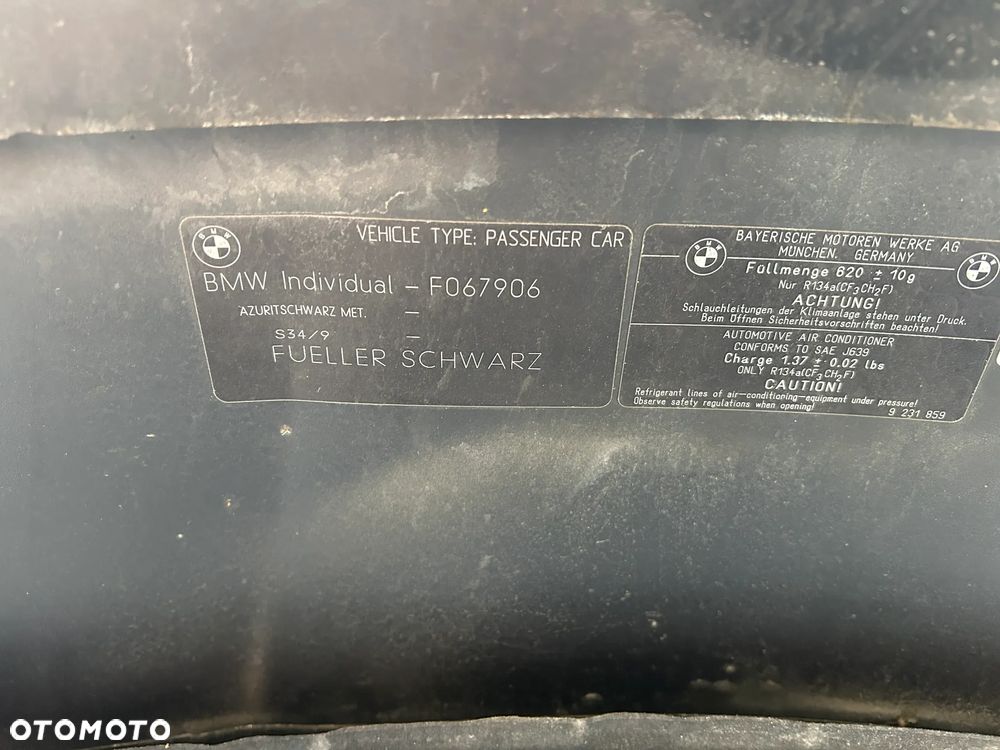 BMW
VEHICLE TYPE: PASSENGER CAR
BMW Individual – F067906
AZURITSCHWARZ MET. –
S34/9 –
FUELLER SCHWARZ
BMW
BAYERISCHE MOTOREN WERKE AG
MÜNCHEN, GERMANY
Füllmenge 620 ± 10g
Nur R134a(CF3CH2F)
ACHTUNG!
Schlauchleitungen der Klimaanlage stehen unter Druck.
Beim Öffnen Sicherheitsvorschriften beachten!
BMW
AUTOMOTIVE AIR CONDITIONER
CONFORMS TO SAE J639
Charge 1.37 ± 0.02 lbs
ONLY R134a(CF3CH2F)
CAUTION!
Refrigerant lines of air–conditioning–equipment under pressure!
Observe safety regulations when opening!
9 231 859
OTOMOTO